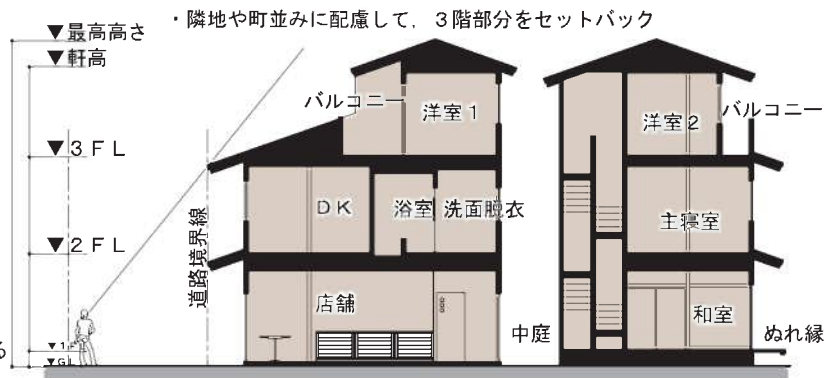 ・隣地や町並みに配慮して，３階部分をセットバック
▼最高高さ
▼軒高
バルコニー
洋室１
洋室２
バルコニー
▼３ＦＬ
ＤＫ
浴室
洗面脱衣
主寝室
道路境界線
▼２ＦＬ
店舗
中庭
和室
ぬれ縁
▼ＧＬ
る